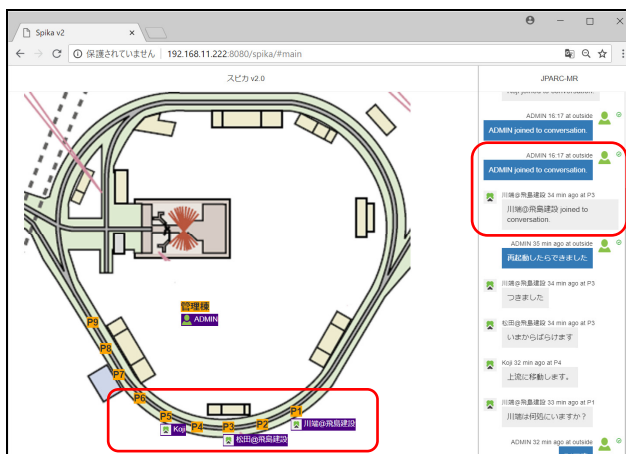 Spika v2
保護されていません 192.168.11.222:8080/spika/#main
スピカ v2.0
JPARC-MR
Koji joined to conversation.
ADMIN 16:17 at outside
ADMIN joined to conversation.
ADMIN 16:17 at outside
ADMIN joined to conversation.
川端@飛島建設 34 min ago at P3
川端@飛島建設 joined to
conversation.
ADMIN 35 min ago at outside
再起動したらできました
川端@飛島建設 34 min ago at P3
つきました
松田@飛島建設 34 min ago at P3
いまからばらけます
Koji 32 min ago at P4
上流に移動します。
川端@飛島建設 33 min ago at P1
川端は何処にいますか？
ADMIN 32 min ago at outside
管理棟
ADMIN
P9
P8
P7
P6
P5
Koji
P4
P3
松田@飛島建設
P2
P1
川端@飛島建設